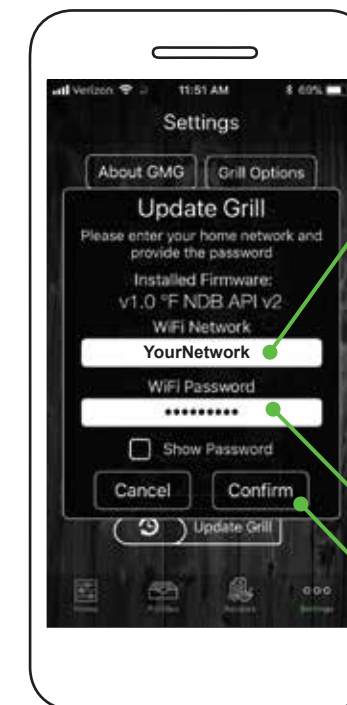 Verizon 11:51 AM 69%
Settings
About GMG Grill Options
Update Grill
Please enter your home network and
provide the password
Installed Firmware:
v1.0 °F NDB API v2
WiFi Network
YourNetwork
WiFi Password
•••••••••
Show Password
Cancel Confirm
Update Grill
Settings